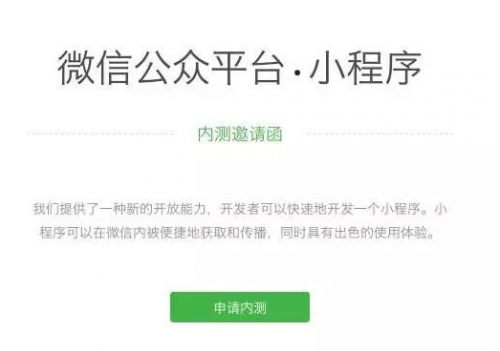 微信公众平台·小程序
内测邀请函
我们提供了一种新的开放能力，开发者可以快速地开发一个小程序。小
程序可以在微信内被便捷地获取和传播，同时具有出色的使用体验。
申请内测